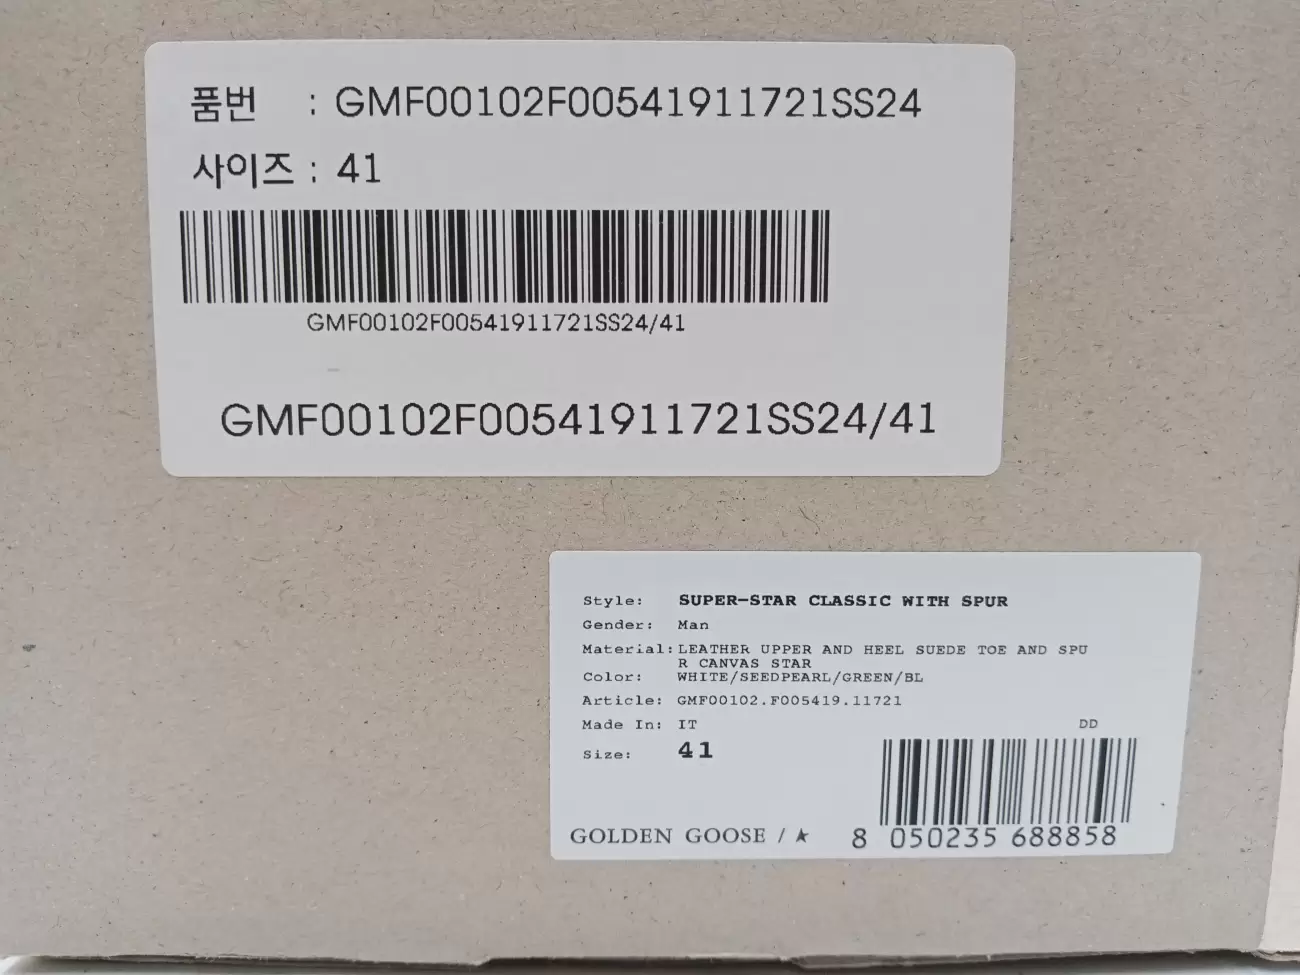 품번 : GMF00102F00541911721SS24
사이즈 : 41
GMF00102F00541911721SS24/41
GMF00102F00541911721SS24/41
Style: SUPER-STAR CLASSIC WITH SPUR
Gender: Man
Material: LEATHER UPPER AND HEEL SUEDE TOE AND SPU
R CANVAS STAR
Color: WHITE/SEEDPEARL/GREEN/BL
Article: GMF00102.F005419.11721
Made In: IT
DD
Size: 41
GOLDEN GOOSE / ★
8 050235 688858